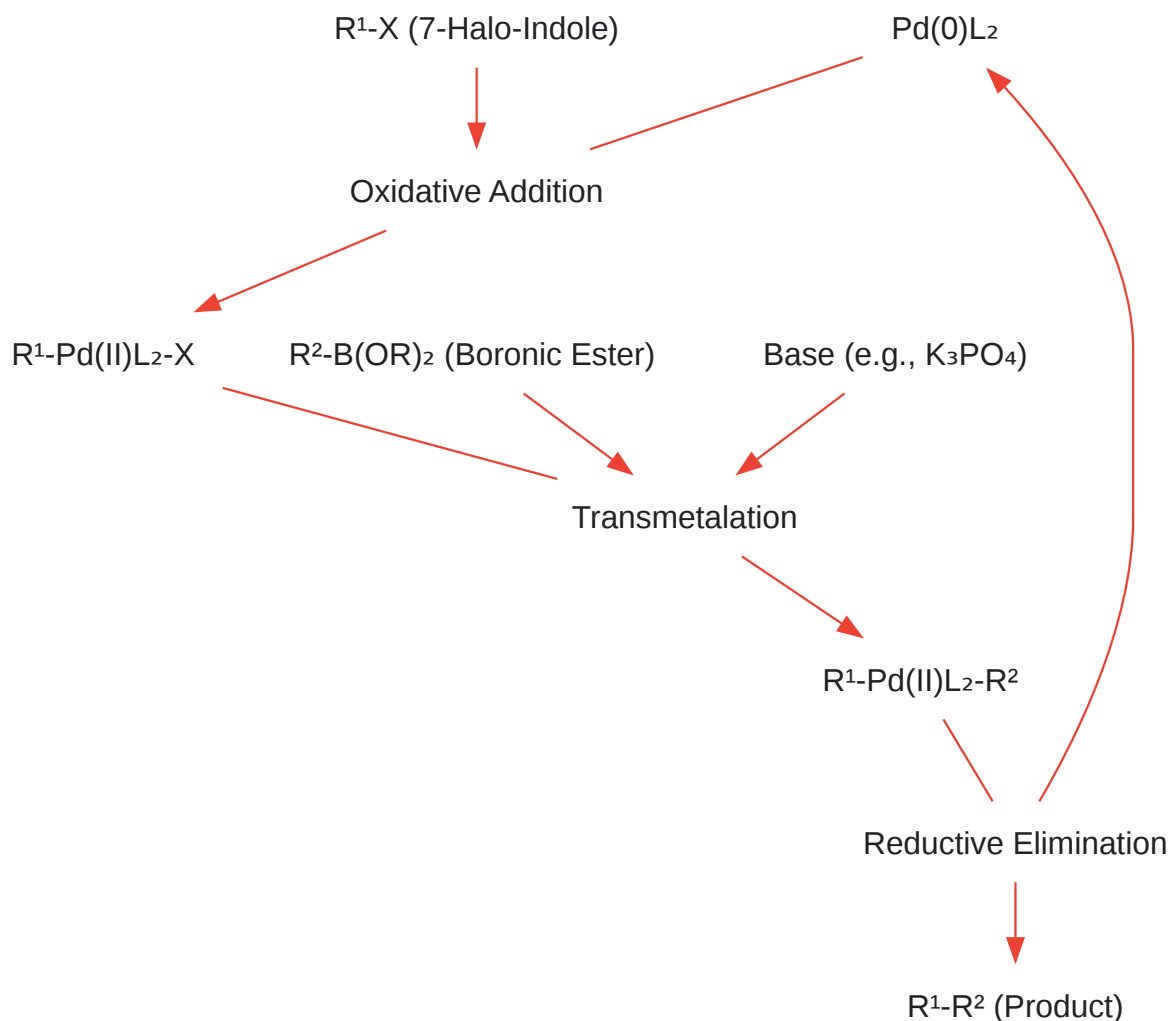 R¹-X (7-Halo-Indole)
Pd(0)L₂
Oxidative Addition
R¹-Pd(II)L₂-X
R²-B(OR)₂ (Boronic Ester)
Base (e.g., K₃PO₄)
Transmetalation
R¹-Pd(II)L₂-R²
Reductive Elimination
R¹-R² (Product)